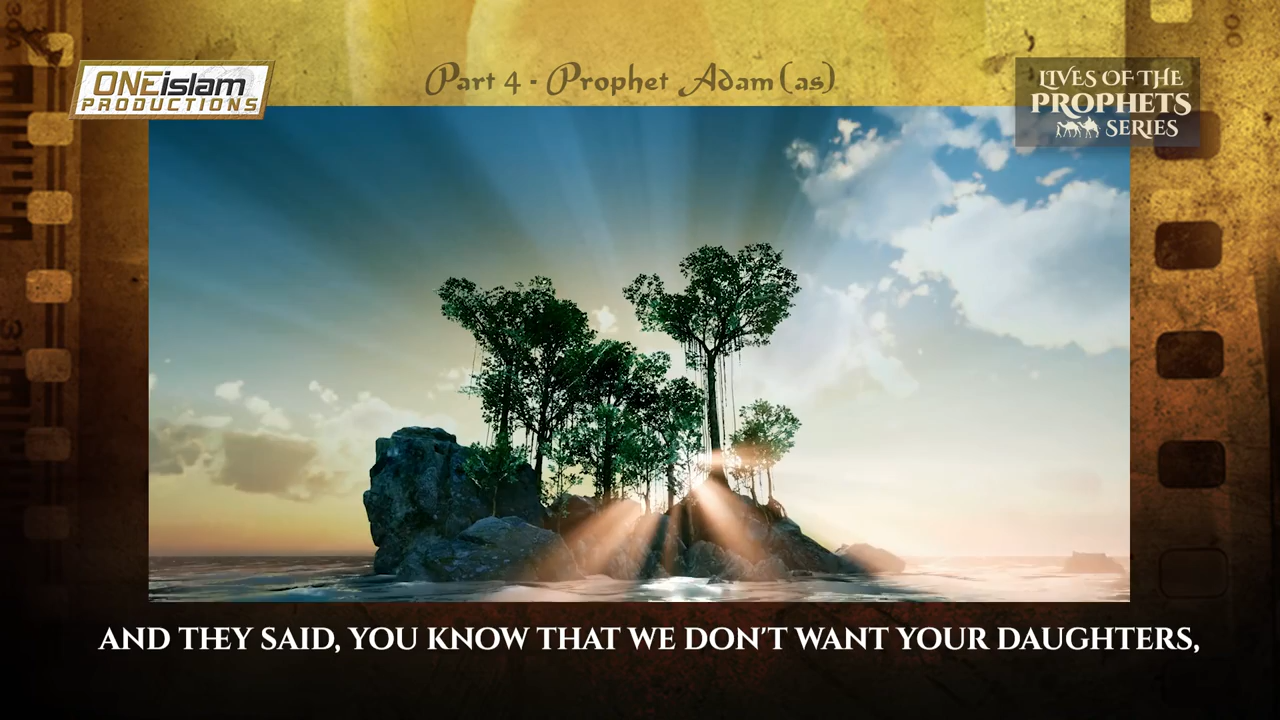 ONEislam
PRODUCTIONS
Part 4 - Prophet Adam (as)
LIVES OF THE
PROPHETS
SERIES
AND THEY SAID, YOU KNOW THAT WE DON'T WANT YOUR DAUGHTERS,